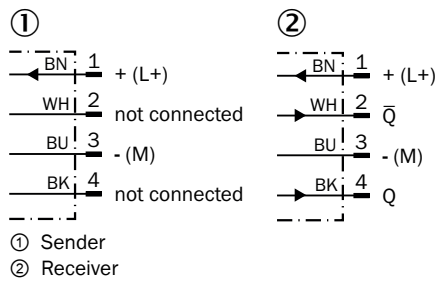 ① ②
BN 1 + (L+)
WH 2 not connected
BU 3 - (M)
BK 4 not connected
BN 1 + (L+)
WH 2 Q̅
BU 3 - (M)
BK 4 Q
① Sender
② Receiver